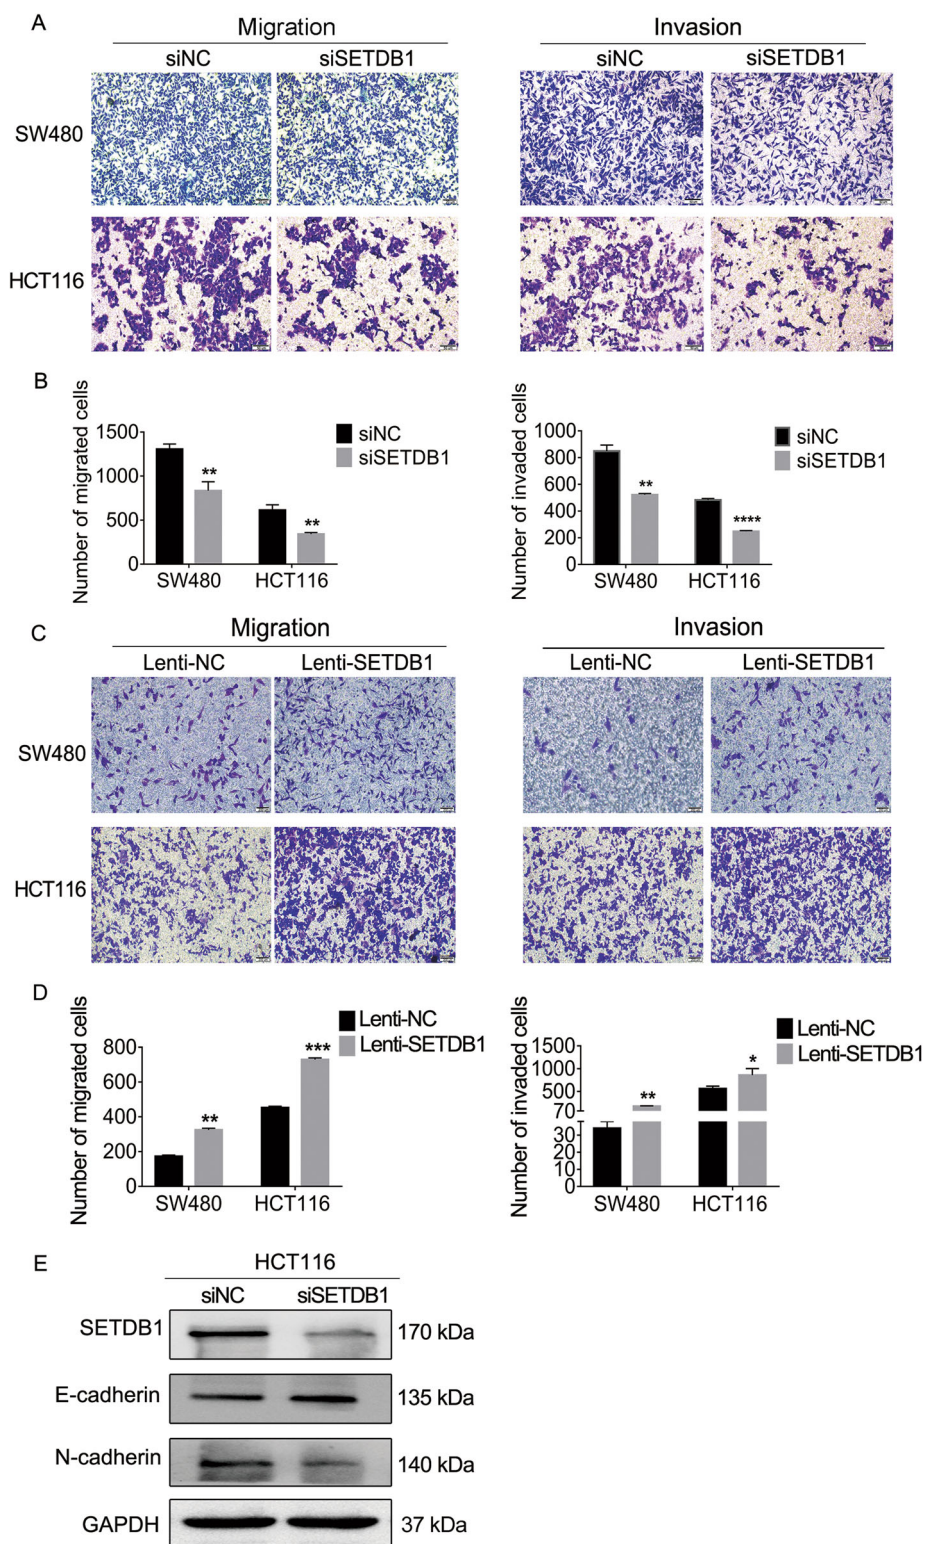 A
Migration
Invasion
siNC siSETDB1
siNC siSETDB1
SW480
HCT116
B
Number of migrated cells
1500
1000
500
0
**
**
SW480 HCT116
siNC
siSETDB1
Number of invaded cells
1000
800
600
400
200
0
**
****
SW480 HCT116
siNC
siSETDB1
C
Migration
Invasion
Lenti-NC Lenti-SETDB1
Lenti-NC Lenti-SETDB1
SW480
HCT116
D
Number of migrated cells
800
600
400
200
0
**
***
SW480 HCT116
Lenti-NC
Lenti-SETDB1
Number of invaded cells
1500
1000
500
70
30
20
10
0
**
*
SW480 HCT116
Lenti-NC
Lenti-SETDB1
E
HCT116
siNC siSETDB1
SETDB1 170 kDa
E-cadherin 135 kDa
N-cadherin 140 kDa
GAPDH 37 kDa